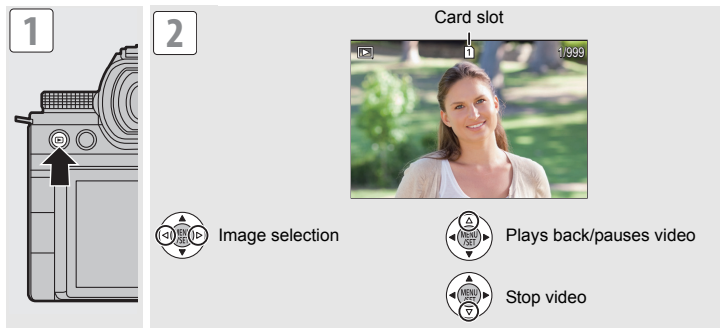 1
2
Card slot
1
1/999
MENU
/SET
Image selection
MENU
/SET
Plays back/pauses video
MENU
/SET
Stop video